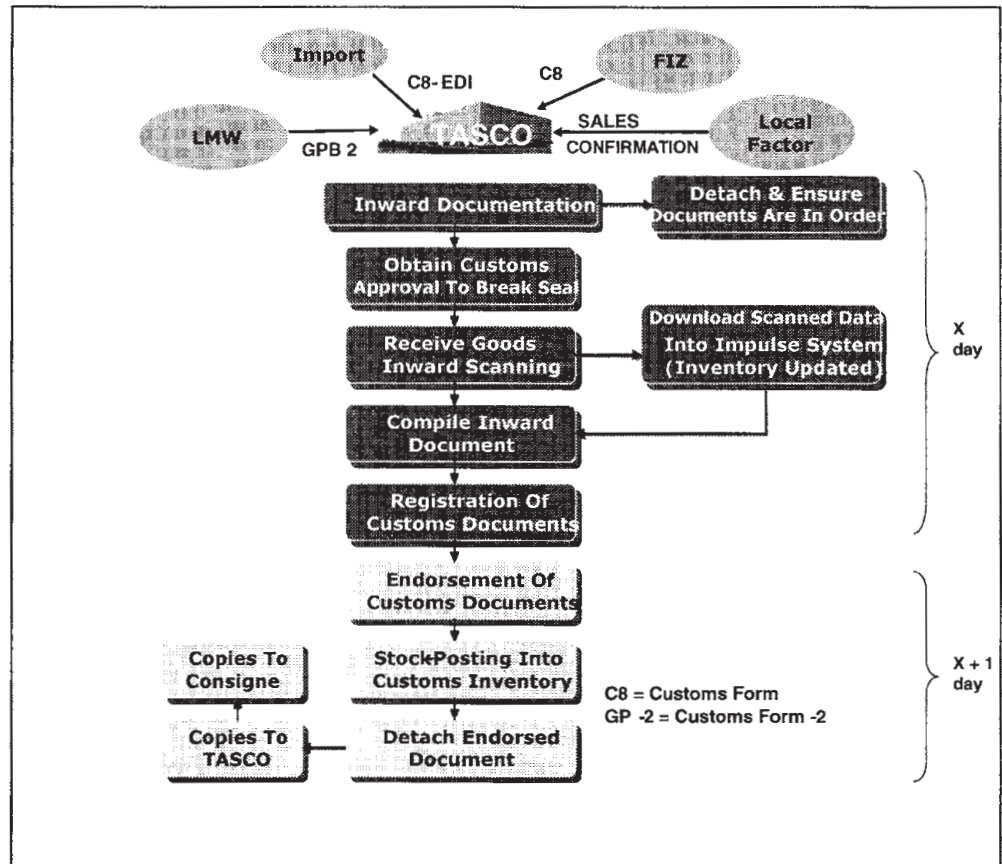 Import
C8-EDI
C8
FIZ
LMW
GPB 2
TASCO
SALES
CONFIRMATION
Local
Factor
Inward Documentation
Detach & Ensure
Documents Are In Order
Obtain Customs
Approval To Break Seal
Receive Goods
Inward Scanning
Download Scanned Data
Into Impulse System
(Inventory Updated)
X
day
Compile Inward
Document
Registration Of
Customs Documents
Endorsement Of
Customs Documents
Copies To
Consigne
Stock-Posting Into
Customs Inventory
C8 = Customs Form
GP -2 = Customs Form -2
X + 1
day
Copies To
TASCO
Detach Endorsed
Document